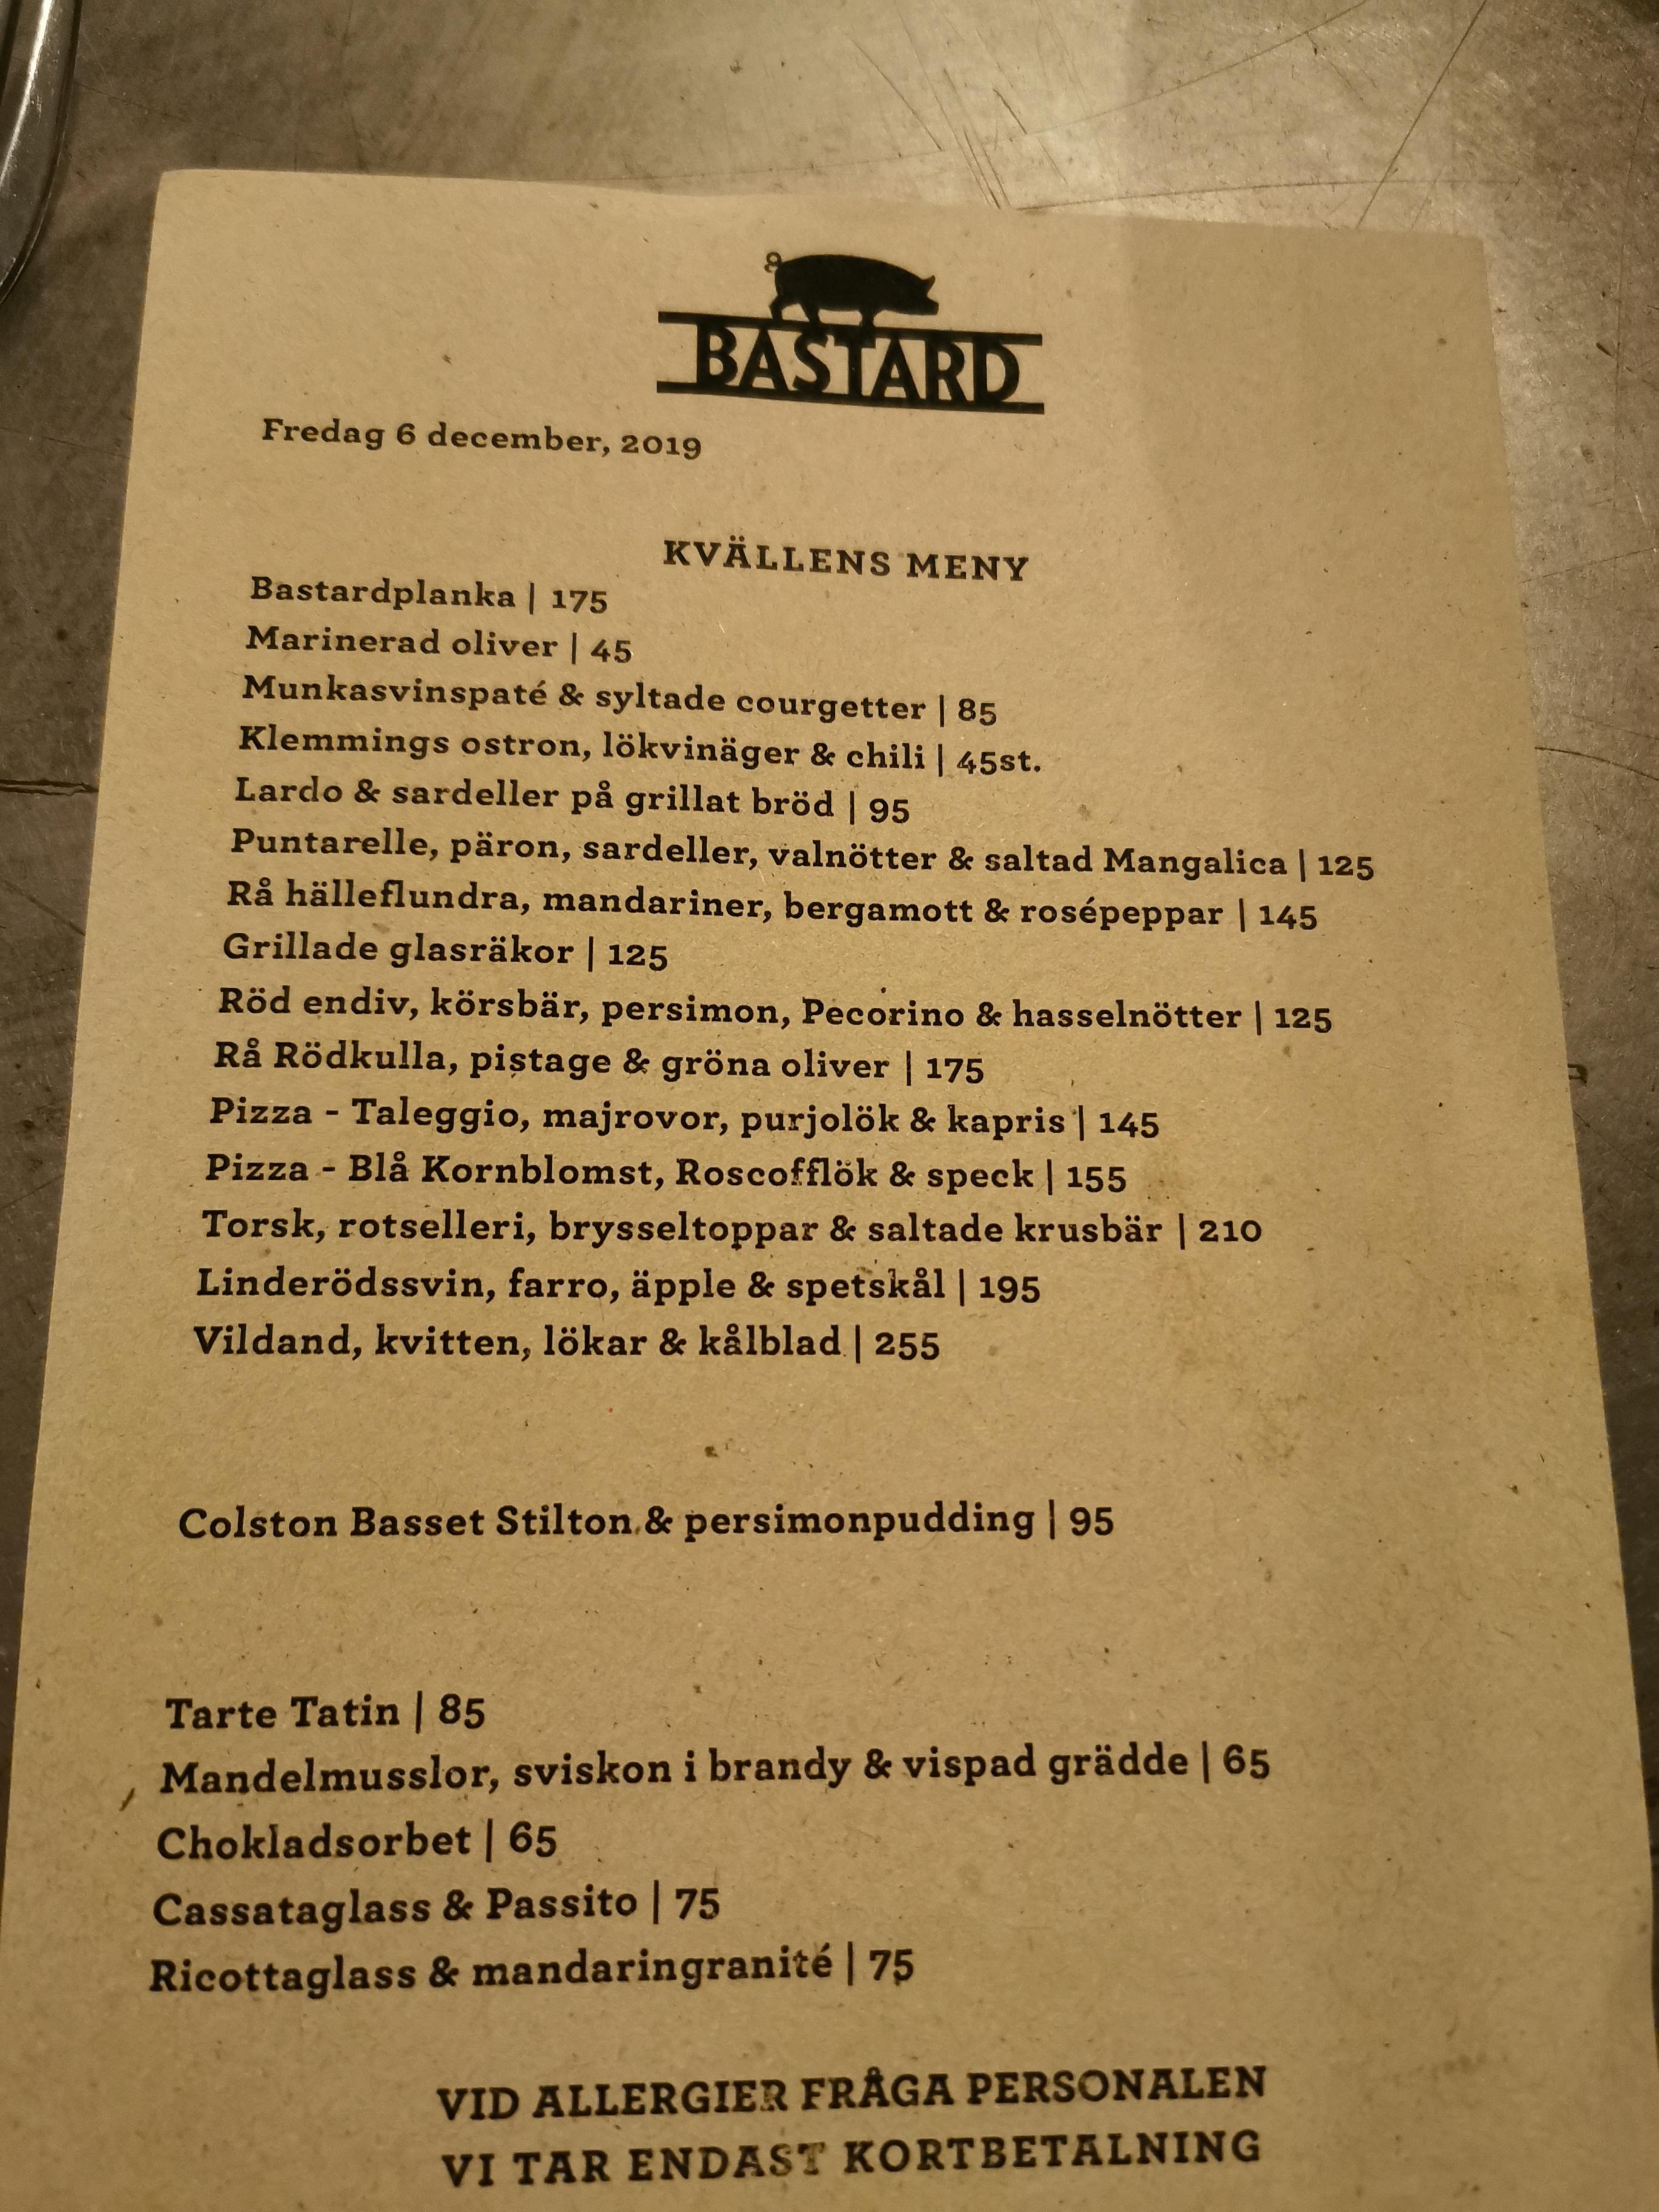 BASTARD
Fredag 6 december, 2019
KVÄLLENS MENY
Bastardplanka | 175
Marinerad oliver | 45
Munkasvinspaté & syltade courgetter | 85
Klemmings ostron, lökvinäger & chili | 45st.
Lardo & sardeller på grillat bröd | 95
Puntarelle, päron, sardeller, valnötter & saltad Mangalica | 125
Rå hälleflundra, mandariner, bergamott & rosépeppar | 145
Grillade glasräkor | 125
Röd endiv, körsbär, persimon, Pecorino & hasselnötter | 125
Rå Rödkulla, pistage & gröna oliver | 175
Pizza - Taleggio, majrovor, purjolök & kapris | 145
Pizza - Blå Kornblomst, Roscofflök & speck | 155
Torsk, rotselleri, brysseltoppar & saltade krusbär | 210
Linderödssvin, farro, äpple & spetskål | 195
Vildand, kvitten, lökar & kålblad | 255
Colston Basset Stilton & persimonpudding | 95
Tarte Tatin | 85
Mandelmusslor, sviskon i brandy & vispad grädde | 65
Chokladsorbet | 65
Cassataglass & Passito | 75
Ricottaglass & mandaringranité | 75
VID ALLERGIER FRÅGA PERSONALEN
VI TAR ENDAST KORTBETALNING